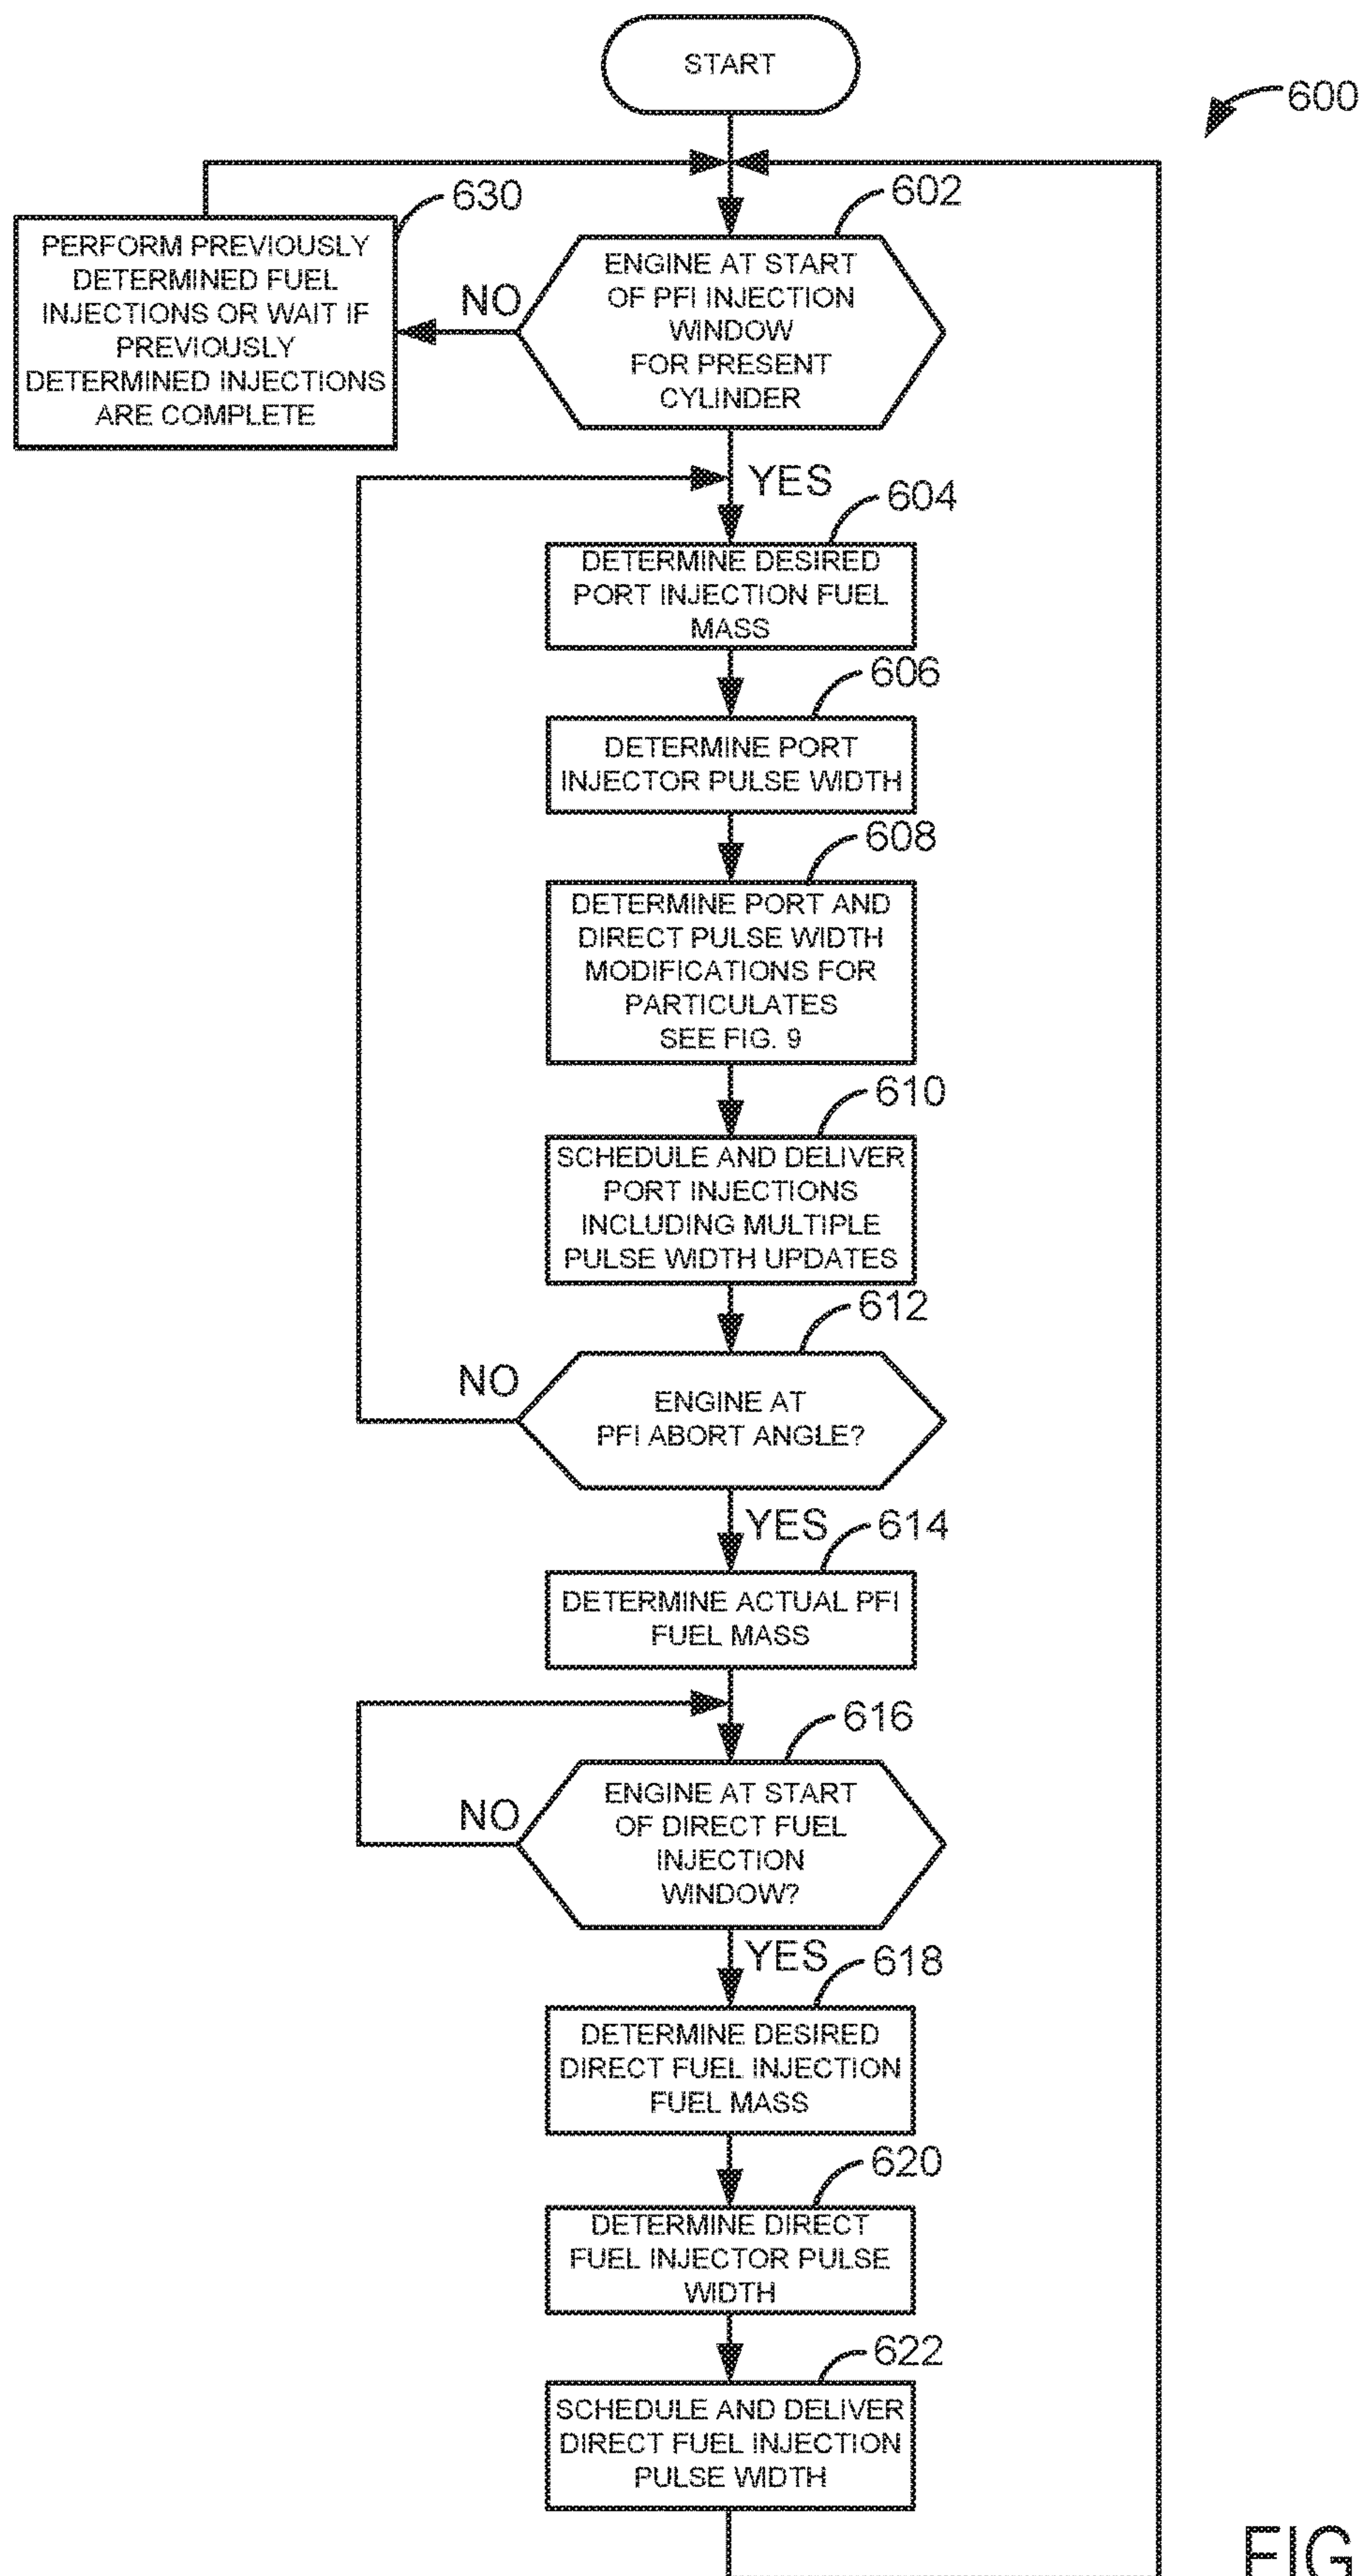 START
600
630
602
PERFORM PREVIOUSLY
DETERMINED FUEL
INJECTIONS OR WAIT IF
PREVIOUSLY
DETERMINED INJECTIONS
ARE COMPLETE
NO
ENGINE AT START
OF PFI INJECTION
WINDOW
FOR PRESENT
CYLINDER
YES
604
DETERMINE DESIRED
PORT INJECTION FUEL
MASS
606
DETERMINE PORT
INJECTOR PULSE WIDTH
608
DETERMINE PORT AND
DIRECT PULSE WIDTH
MODIFICATIONS FOR
PARTICULATES
SEE FIG. 9
610
SCHEDULE AND DELIVER
PORT INJECTIONS
INCLUDING MULTIPLE
PULSE WIDTH UPDATES
612
NO
ENGINE AT
PFI ABORT ANGLE?
YES
614
DETERMINE ACTUAL PFI
FUEL MASS
616
NO
ENGINE AT START
OF DIRECT FUEL
INJECTION
WINDOW?
YES
618
DETERMINE DESIRED
DIRECT FUEL INJECTION
FUEL MASS
620
DETERMINE DIRECT
FUEL INJECTOR PULSE
WIDTH
622
SCHEDULE AND DELIVER
DIRECT FUEL INJECTION
PULSE WIDTH
FIG